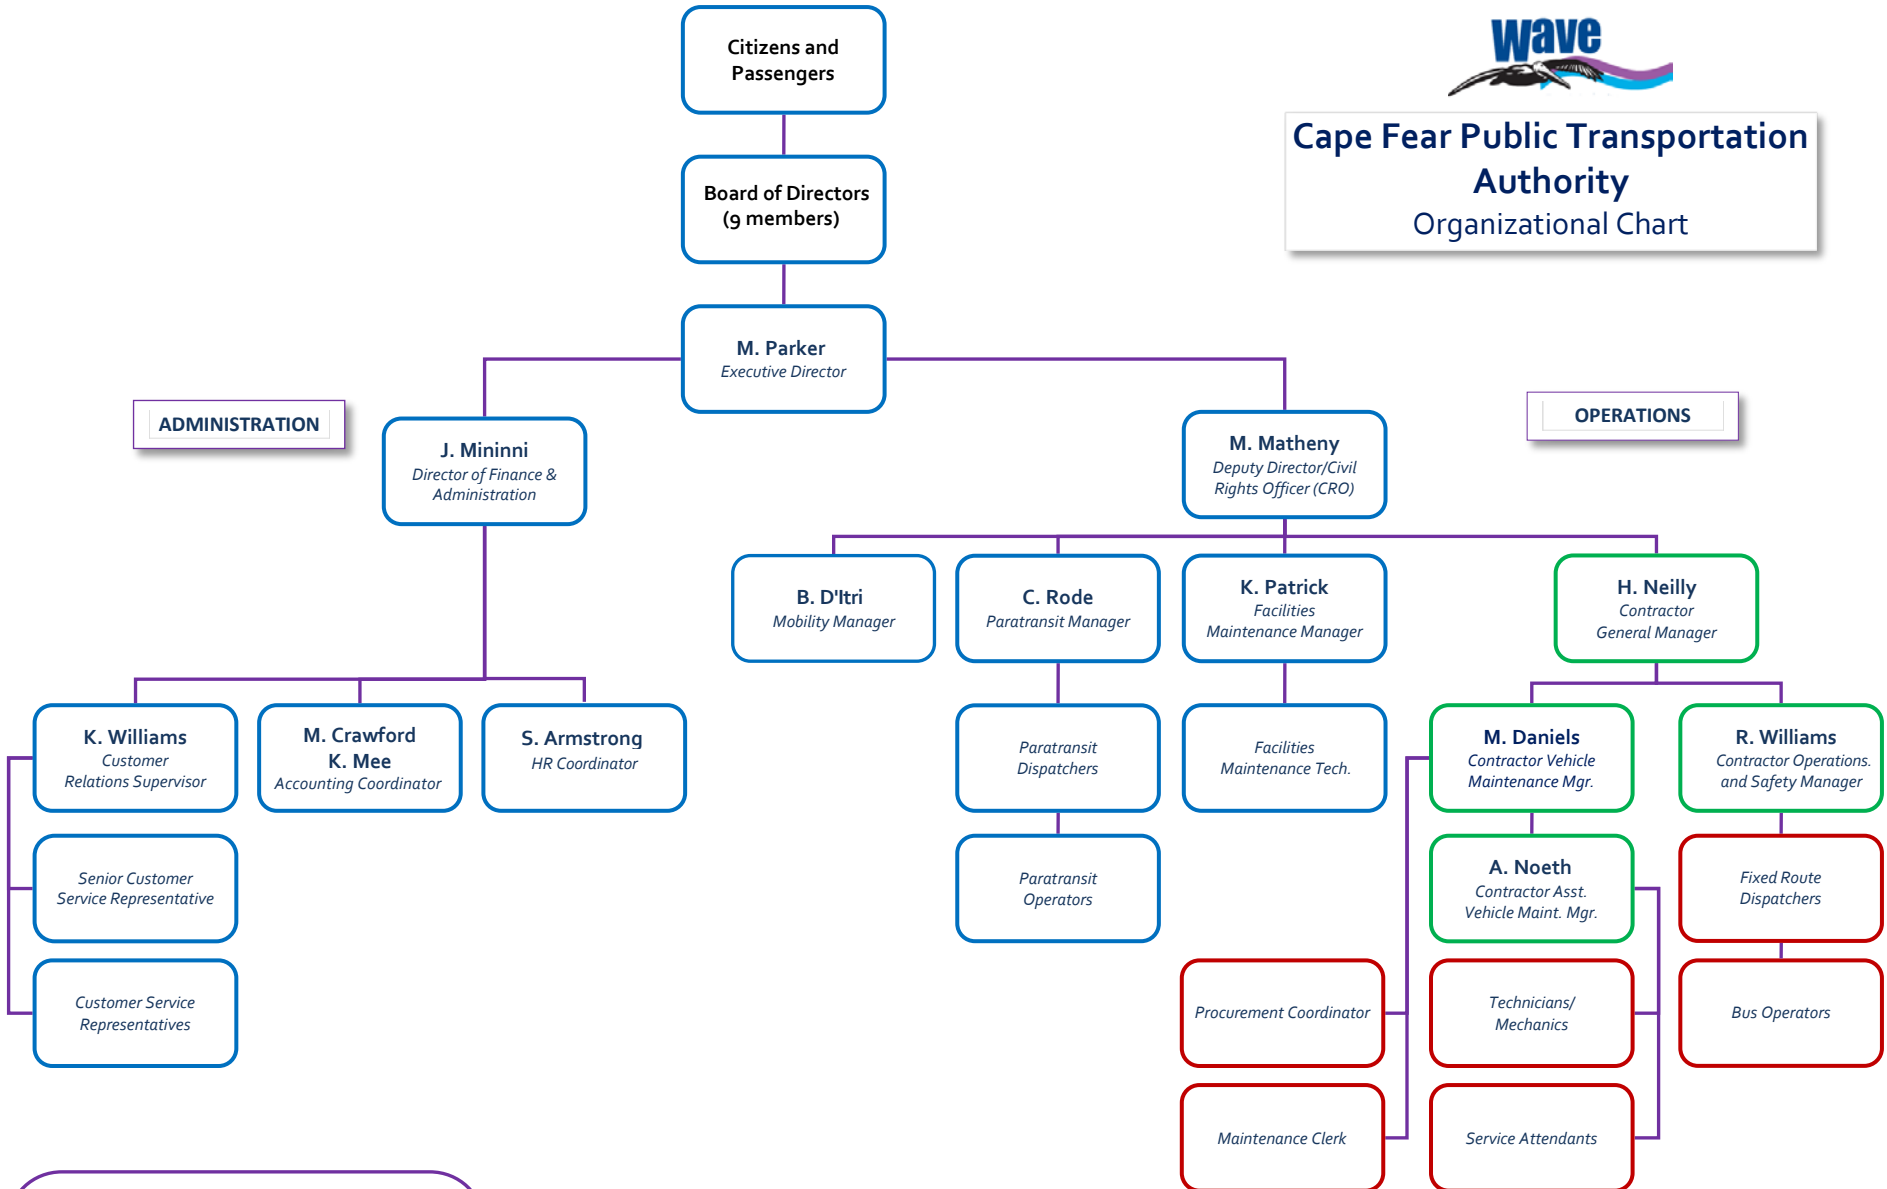 Citizens and
Passengers
wave
Cape Fear Public Transportation
Authority
Organizational Chart
Board of Directors
(9 members)
M. Parker
Executive Director
ADMINISTRATION
OPERATIONS
J. Mininni
Director of Finance &
Administration
M. Matheny
Deputy Director/Civil
Rights Officer (CRO)
B. D'Itri
Mobility Manager
C. Rode
Paratransit Manager
K. Patrick
Facilities
Maintenance Manager
H. Neilly
Contractor
General Manager
K. Williams
Customer
Relations Supervisor
M. Crawford
K. Mee
Accounting Coordinator
S. Armstrong
HR Coordinator
Paratransit
Dispatchers
Facilities
Maintenance Tech.
M. Daniels
Contractor Vehicle
Maintenance Mgr.
R. Williams
Contractor Operations.
and Safety Manager
Senior Customer
Service Representative
Paratransit
Operators
A. Noeth
Contractor Asst.
Vehicle Maint. Mgr.
Fixed Route
Dispatchers
Customer Service
Representatives
Procurement Coordinator
Technicians/
Mechanics
Bus Operators
Maintenance Clerk
Service Attendants